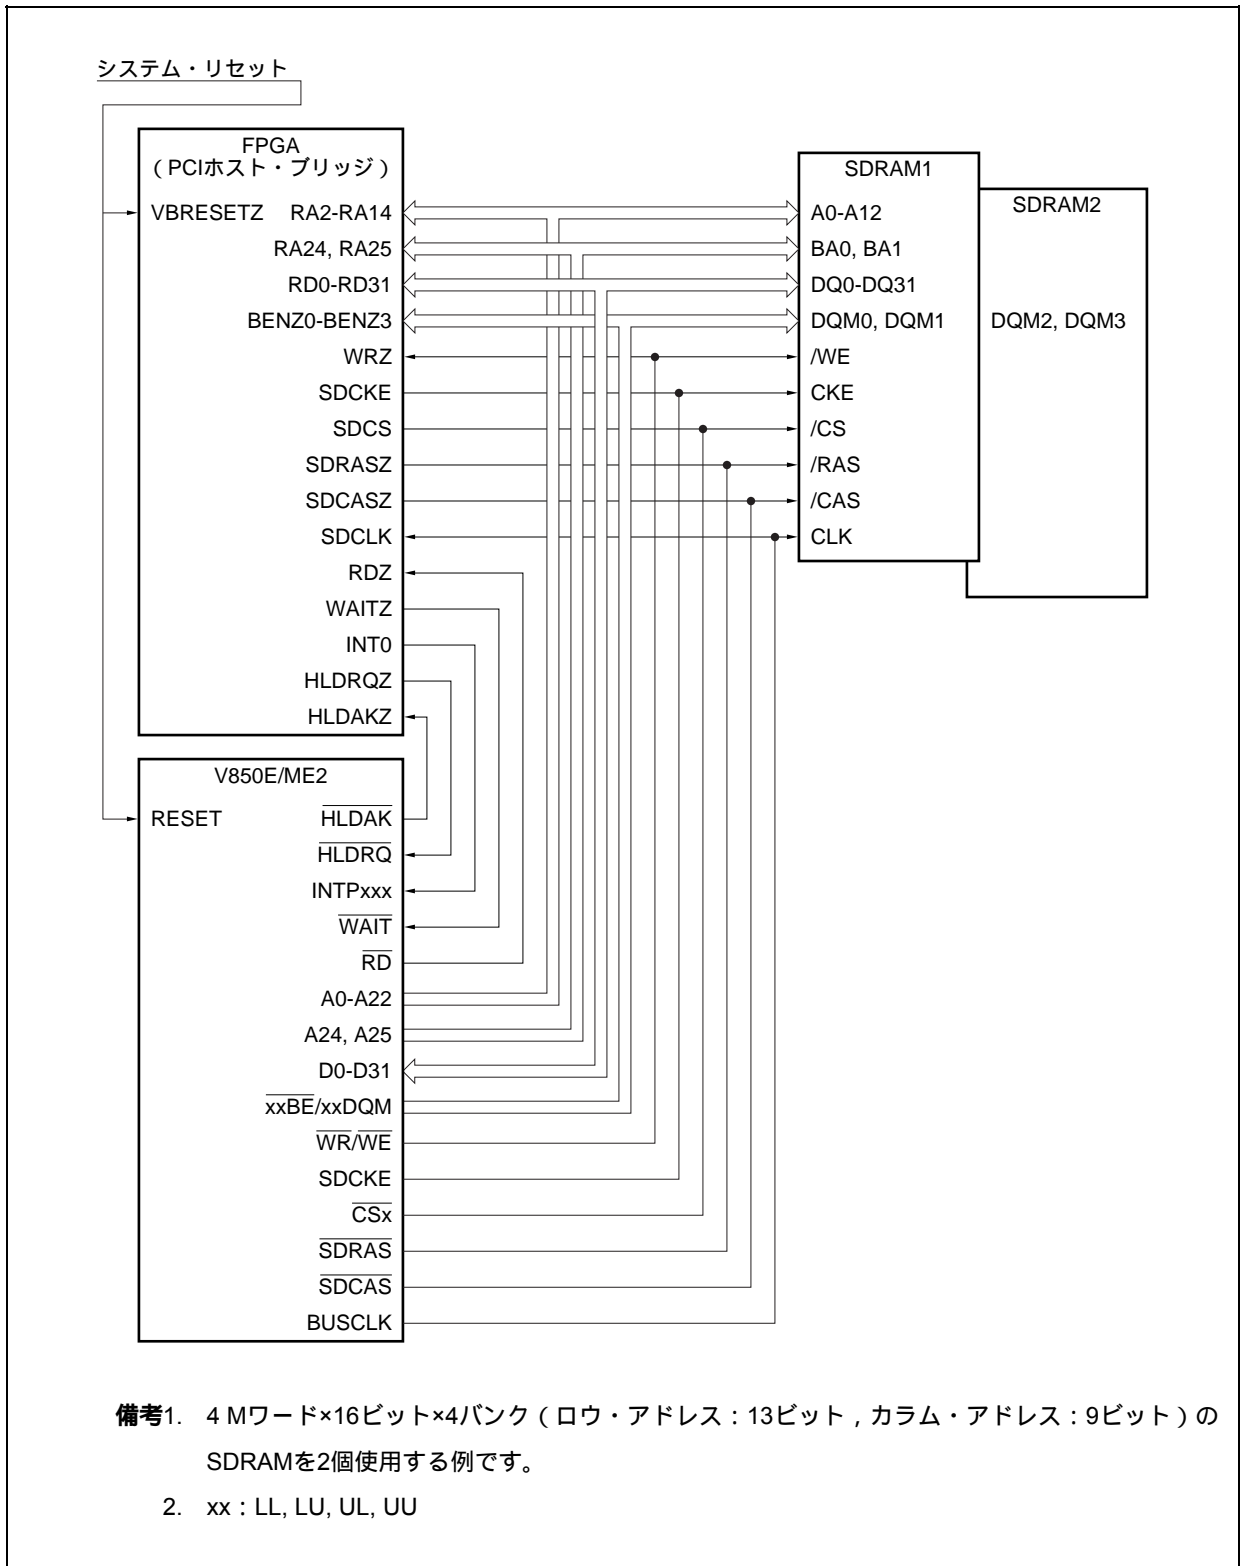 システム・リセット
FPGA
（PCIホスト・ブリッジ）
VBRESETZ
RA2-RA14
RA24, RA25
RD0-RD31
BENZ0-BENZ3
WRZ
SDCKE
SDCS
SDRASZ
SDCASZ
SDCLK
RDZ
WAITZ
INT0
HLDRQZ
HLDAKZ
SDRAM1
A0-A12
BA0, BA1
DQ0-DQ31
DQM0, DQM1
/WE
CKE
/CS
/RAS
/CAS
CLK
SDRAM2
DQM2, DQM3
V850E/ME2
RESET
HLDAK
HLDRQ
INTPxxx
WAIT
RD
A0-A22
A24, A25
D0-D31
xxBE/xxDQM
WR/WE
SDCKE
CSx
SDRAS
SDCAS
BUSCLK
備考1. 4 Mワード×16ビット×4バンク（ロウ・アドレス：13ビット，カラム・アドレス：9ビット）の
SDRAMを2個使用する例です。
2. xx：LL, LU, UL, UU